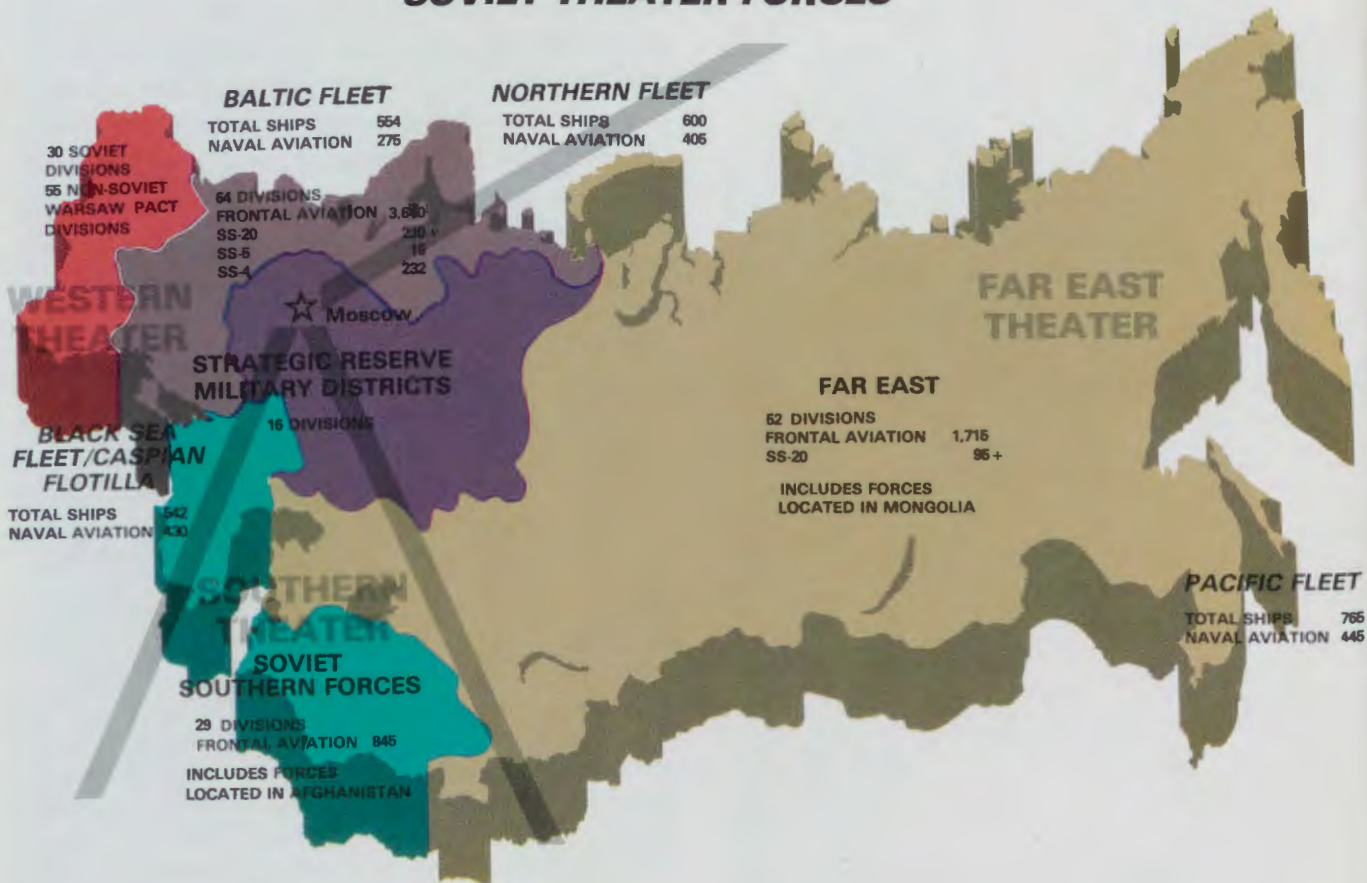 SOVIET THEATER FORCES
BALTIC FLEET
TOTAL SHIPS 554
NAVAL AVIATION 275
NORTHERN FLEET
TOTAL SHIPS 600
NAVAL AVIATION 405
30 SOVIET
DIVISIONS
55 NON-SOVIET
WARSAW PACT
DIVISIONS
64 DIVISIONS
FRONTAL AVIATION
SS-20
SS-5 16
SS-4 232
WESTERN
THEATER
Moscow
STRATEGIC RESERVE
MILITARY DISTRICTS
16 DIVISIONS
FAR EAST
THEATER
FAR EAST
52 DIVISIONS
FRONTAL AVIATION 1,715
SS-20 95 +
INCLUDES FORCES
LOCATED IN MONGOLIA
BLACK SEA
FLEET/CASPIAN
FLOTILLA
TOTAL SHIPS 542
NAVAL AVIATION 430
SOUTHERN
THEATER
SOVIET
SOUTHERN FORCES
29 DIVISIONS
FRONTAL AVIATION 845
INCLUDES FORCES
LOCATED IN AFGHANISTAN
PACIFIC FLEET
TOTAL SHIPS 765
NAVAL AVIATION 445